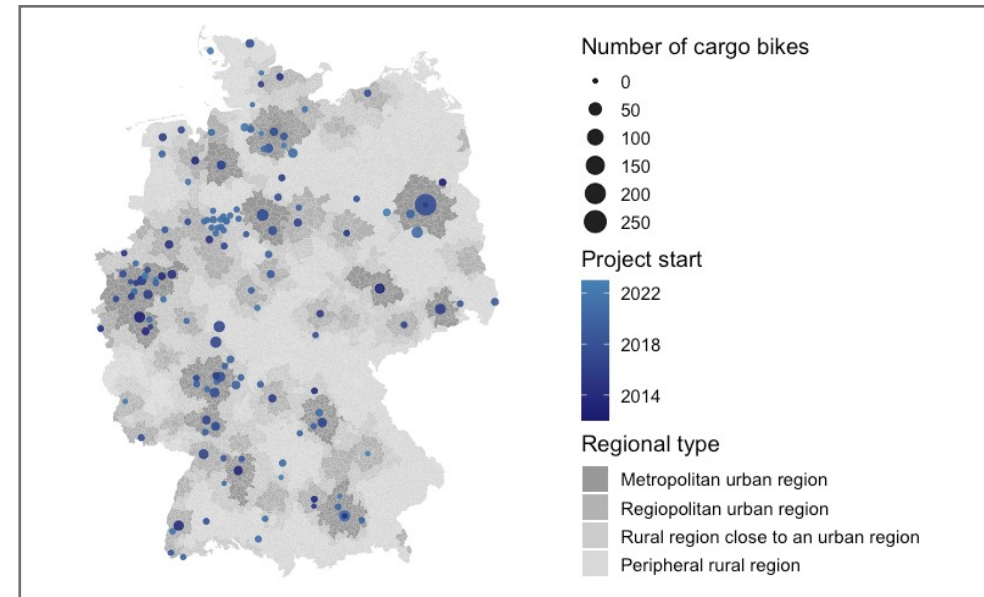 Number of cargo bikes
0
50
100
150
200
250
Project start
2022
2018
2014
Regional type
Metropolitan urban region
Regiopolitan urban region
Rural region close to an urban region
Peripheral rural region